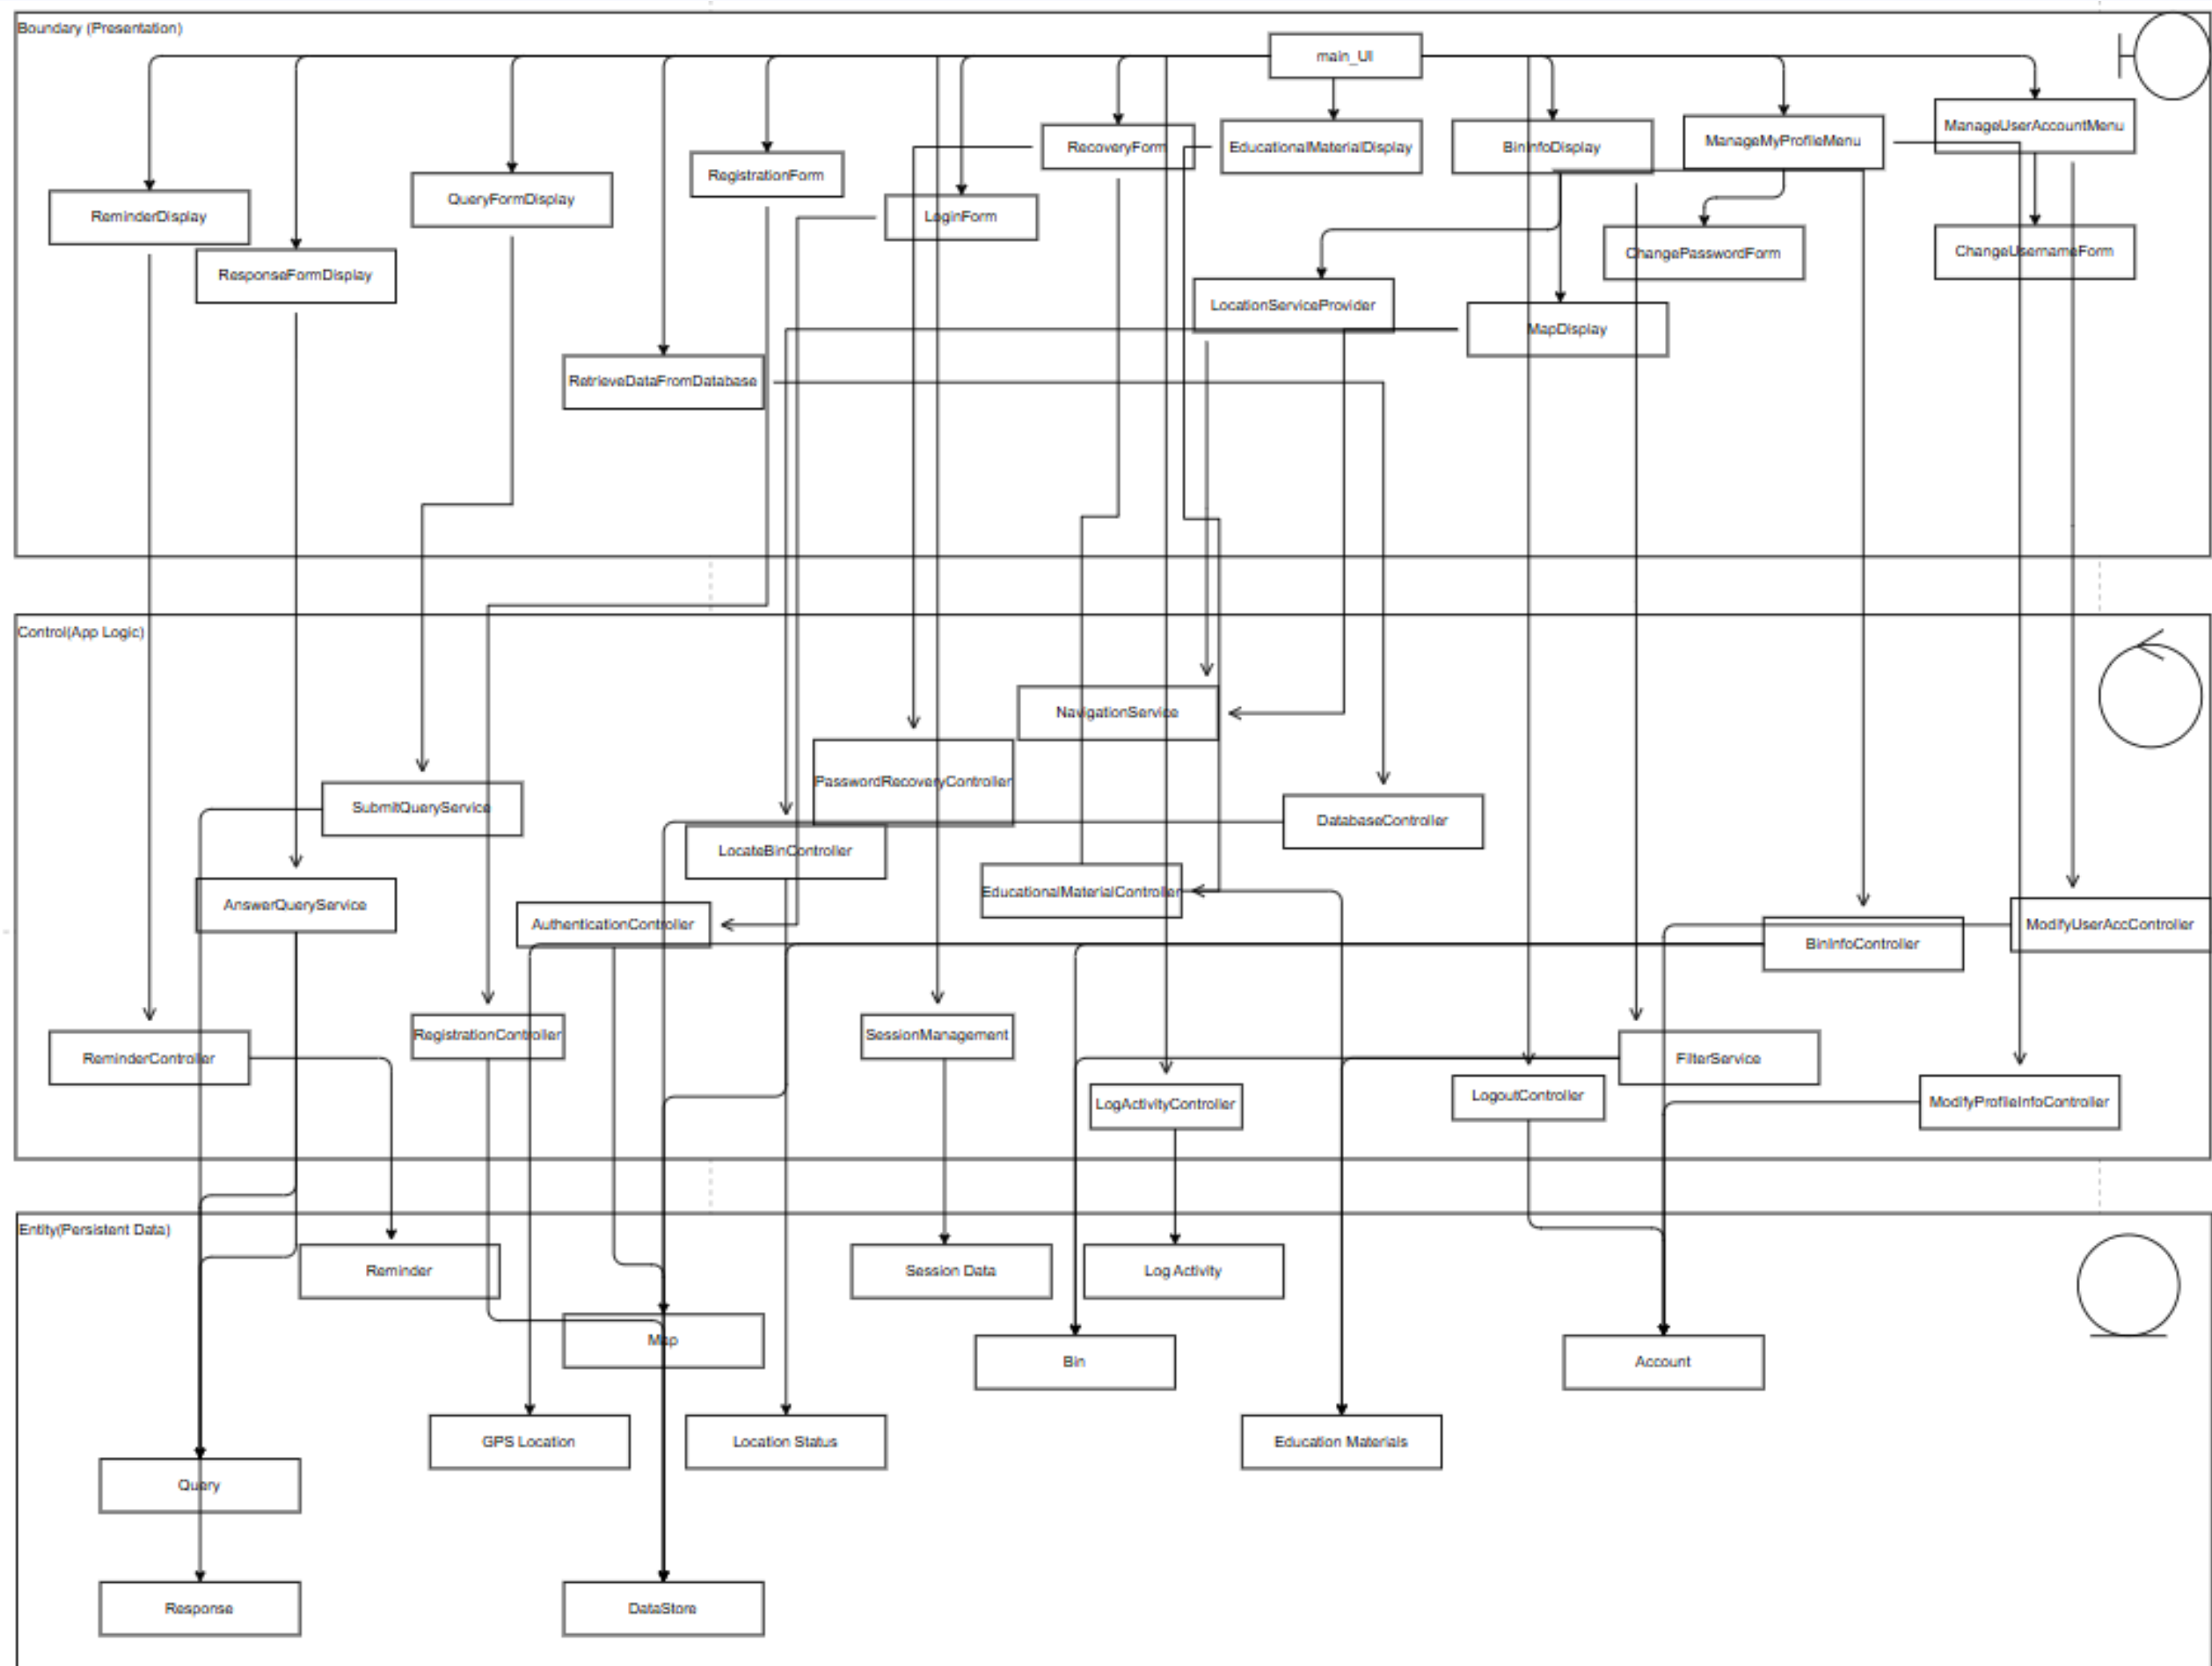 Boundary (Presentation)
main_UI
ManageUserAccountMenu
ManageMyProfileMenu
RecoveryForm
EducationalMaterialDisplay
BinInfoDisplay
RegistrationForm
QueryFormDisplay
ReminderDisplay
LoginForm
ChangePasswordForm
ChangeUsernameForm
ResponseFormDisplay
LocationServiceProvider
MapDisplay
RetrieveDataFromDatabase
Control(App Logic)
NavigationService
PasswordRecoveryController
SubmitQueryService
DatabaseController
LocateBinController
EducationalMaterialController
AnswerQueryService
AuthenticationController
ModifyUserAccController
BinInfoController
RegistrationController
SessionManagement
ReminderController
FilterService
LogoutController
LogActivityController
ModifyProfileInfoController
Entity(Persistent Data)
Reminder
Session Data
Log Activity
Map
Bin
Account
GPS Location
Location Status
Education Materials
Query
Response
DataStore